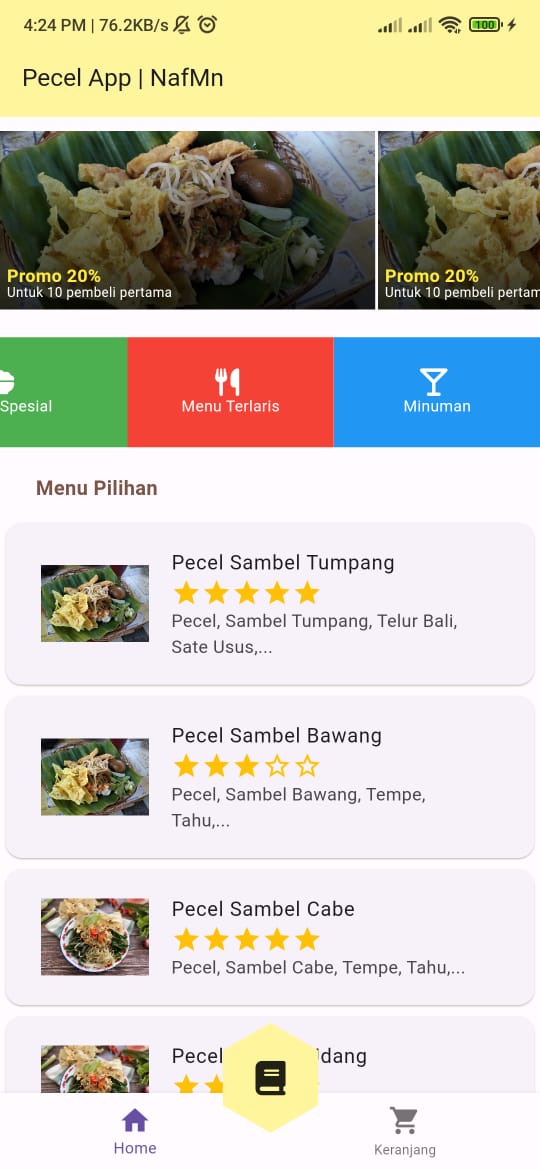 4:24 PM | 76.2KB/s
100
Pecel App | NafMn
Promo 20%
Untuk 10 pembeli pertama
Promo 20%
Untuk 10 pembeli pertam
Spesial
Menu Terlaris
Minuman
Menu Pilihan
Pecel Sambel Tumpang
Pecel, Sambel Tumpang, Telur Bali,
Sate Usus,...
Pecel Sambel Bawang
Pecel, Sambel Bawang, Tempe,
Tahu,...
Pecel Sambel Cabe
Pecel, Sambel Cabe, Tempe, Tahu,...
Pecel
dang
Home
Keranjang